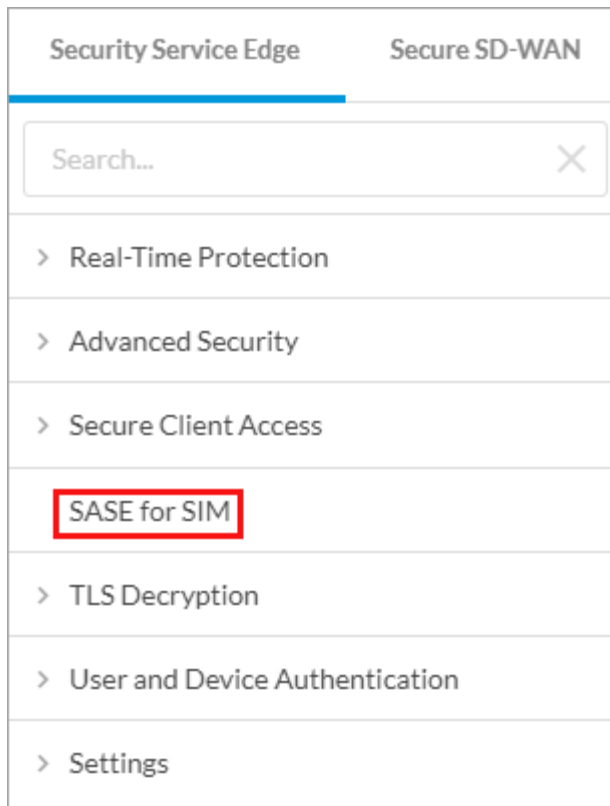 Security Service Edge Secure SD-WAN
Search...
Real-Time Protection
Advanced Security
Secure Client Access
SASE for SIM
TLS Decryption
User and Device Authentication
Settings